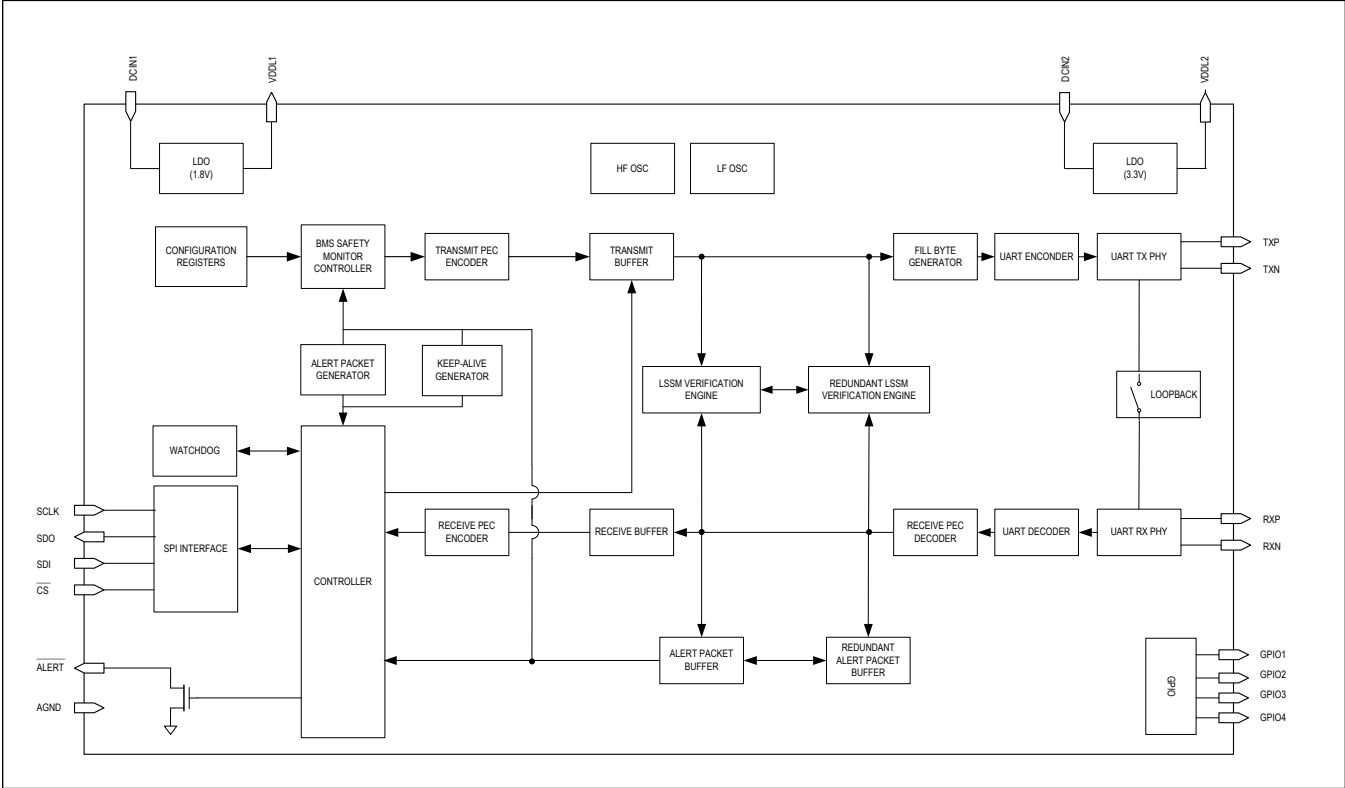 DCIN1
VDDL1
DCIN2
VDDL2
LDO
(1.8V)
HF OSC
LF OSC
LDO
(3.3V)
CONFIGURATION
REGISTERS
BMS SAFETY
MONITOR
CONTROLLER
TRANSMIT PEC
ENCODER
TRANSMIT
BUFFER
FILL BYTE
GENERATOR
UART ENCONDER
UART TX PHY
TXP
TXN
ALERT PACKET
GENERATOR
KEEP-ALIVE
GENERATOR
LSSM VERIFICATION
ENGINE
REDUNDANT LSSM
VERIFICATION ENGINE
LOOPBACK
WATCHDOG
SCLK
SDO
SDI
CS
SPI INTERFACE
CONTROLLER
RECEIVE PEC
ENCODER
RECEIVE BUFFER
RECEIVE PEC
DECODER
UART DECODER
UART RX PHY
RXP
RXN
ALERT
AGND
ALERT PACKET
BUFFER
REDUNDANT
ALERT PACKET
BUFFER
GPIO
GPIO1
GPIO2
GPIO3
GPIO4